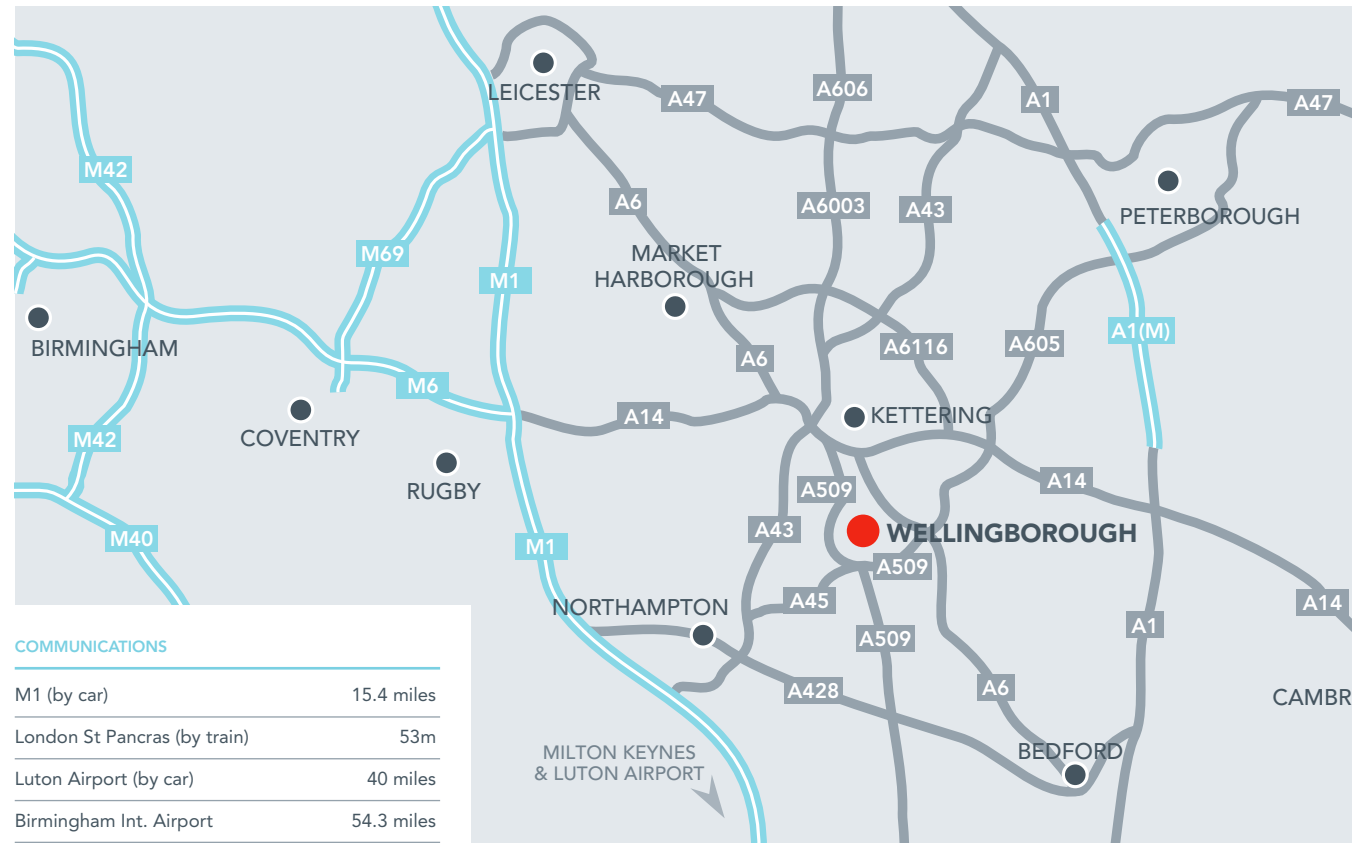 LEICESTER
A47
A606
A1
A47
M42
A6
A6003
A43
PETERBOROUGH
M69
M1
MARKET
HARBOROUGH
BIRMINGHAM
A6
A6116
A605
A1(M)
M6
A14
KETTERING
COVENTRY
M42
RUGBY
A509
A14
M40
M1
A43
WELLINGBOROUGH
A509
NORTHAMPTON
A45
A14
A509
A1
A428
A6
CAMBR
MILTON KEYNES
& LUTON AIRPORT
BEDFORD
COMMUNICATIONS
M1 (by car) 15.4 miles
London St Pancras (by train) 53m
Luton Airport (by car) 40 miles
Birmingham Int. Airport 54.3 miles